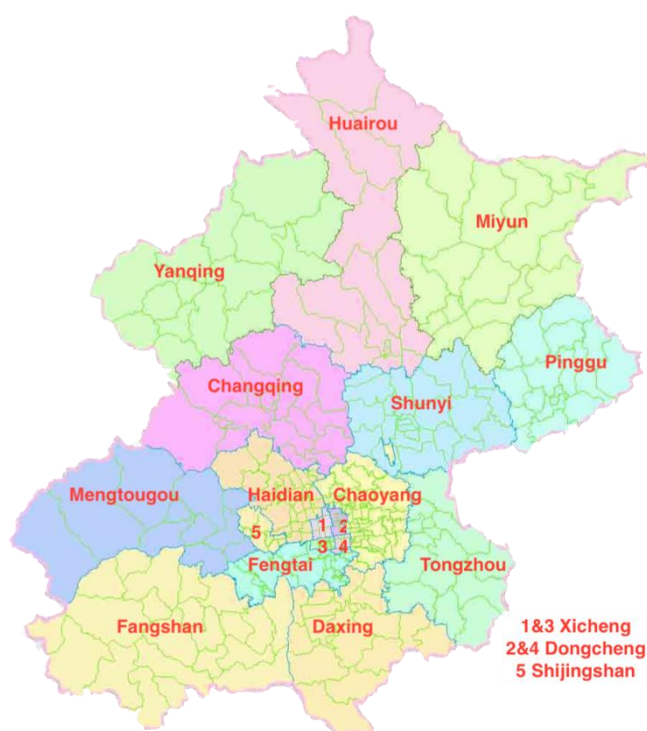 Huairou
Miyun
Yanqing
Pinggu
Changqing
Shunyi
Mengtougou
Haidian
Chaoyang
1
2
5
3
4
Fengtai
Tongzhou
Fangshan
Daxing
1&3 Xicheng
2&4 Dongcheng
5 Shijingshan